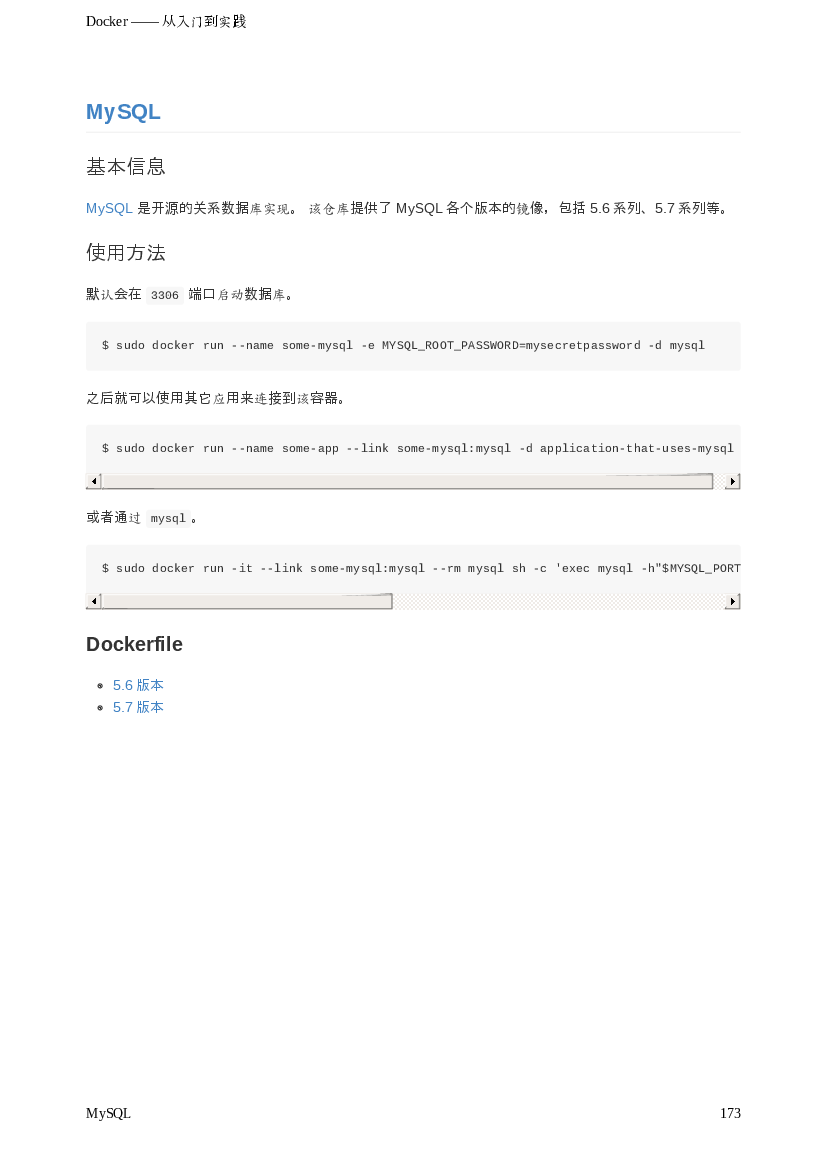 Docker —— 从入门到实践
MySQL
基本信息
MySQL 是开源的关系数据库实现。 该仓库提供了 MySQL 各个版本的镜像，包括 5.6 系列、5.7 系列等。
使用方法
默认会在 3306 端口启动数据库。
$ sudo docker run --name some-mysql -e MYSQL_ROOT_PASSWORD=mysecretpassword -d mysql
之后就可以使用其它应用来连接到该容器。
$ sudo docker run --name some-app --link some-mysql:mysql -d application-that-uses-mysql
或者通过 mysql 。
$ sudo docker run -it --link some-mysql:mysql --rm mysql sh -c 'exec mysql -h"$MYSQL_PORT
Dockerfile
5.6 版本
5.7 版本
MySQL 173